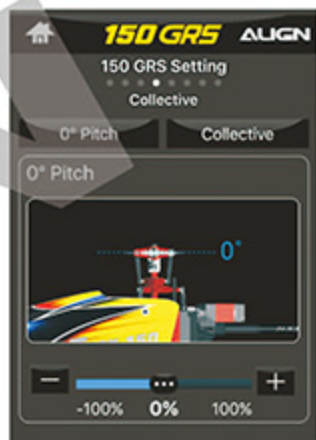 150 GRS ALIGN
150 GRS Setting
Collective
0° Pitch Collective
0° Pitch
0°
-100% 0% 100%